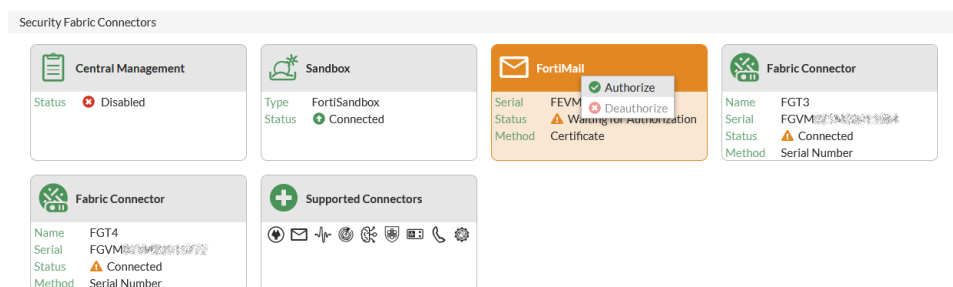 Security Fabric Connectors
Central Management
Status Disabled
Sandbox
Type FortiSandbox
Status Connected
FortiMail
Authorize
Deauthorize
Serial FEVM
Status Waiting for Authorization
Method Certificate
Fabric Connector
Name FGT3
Serial FGVM
Status Connected
Method Serial Number
Fabric Connector
Name FGT4
Serial FGVM
Status Connected
Method Serial Number
Supported Connectors